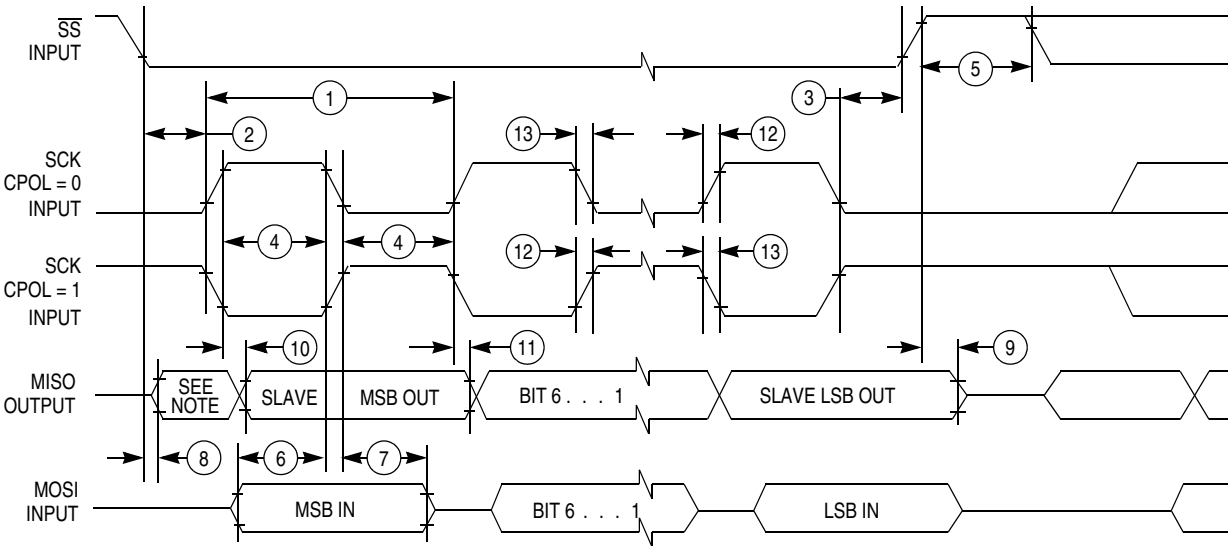 SS
INPUT
5
1
3
2
13
12
SCK
CPOL = 0
INPUT
4
4
12
13
SCK
CPOL = 1
INPUT
10
11
9
MISO
OUTPUT
SEE
NOTE
SLAVE
MSB OUT
BIT 6 . . . 1
SLAVE LSB OUT
8
6
7
MOSI
INPUT
MSB IN
BIT 6 . . . 1
LSB IN